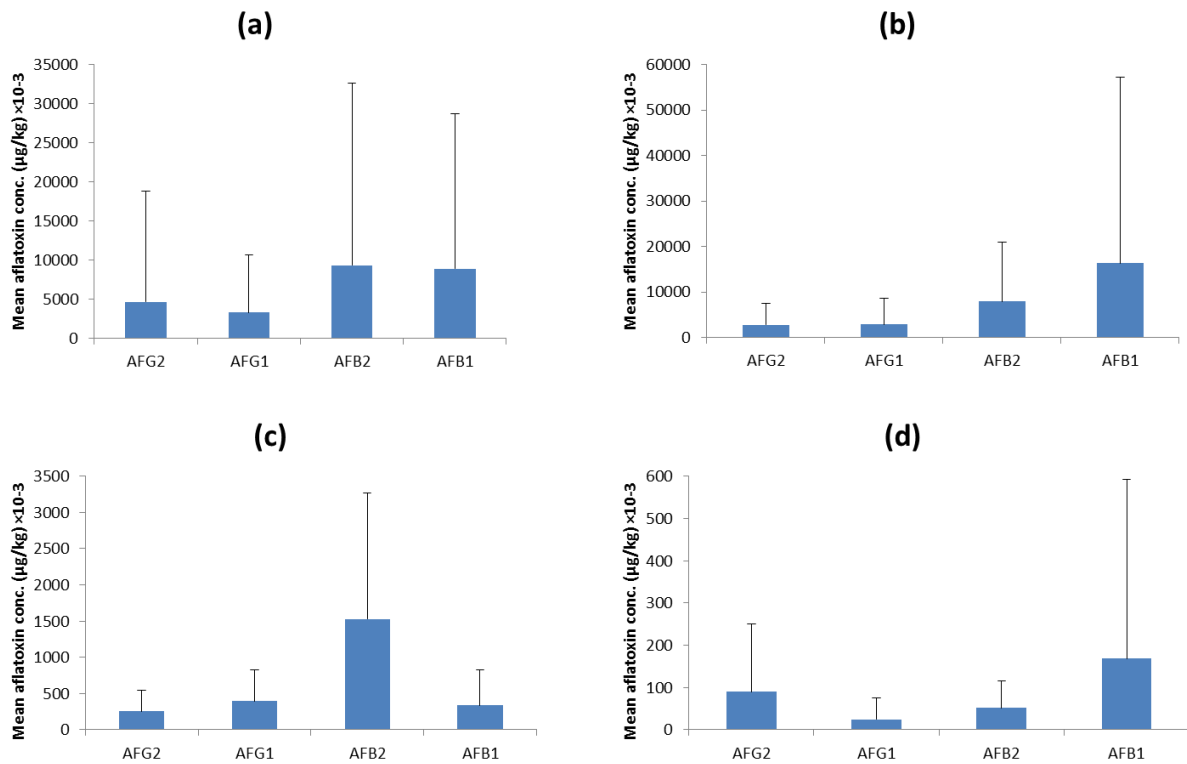 (a)
Mean aflatoxin conc. (µg/kg) ×10-3
35000
30000
25000
20000
15000
10000
5000
0
AFG2 AFG1 AFB2 AFB1
(b)
Mean aflatoxin conc. (µg/kg) ×10-3
60000
50000
40000
30000
20000
10000
0
AFG2 AFG1 AFB2 AFB1
(c)
Mean aflatoxin conc. (µg/kg) ×10-3
3500
3000
2500
2000
1500
1000
500
0
AFG2 AFG1 AFB2 AFB1
(d)
Mean aflatoxin conc. (µg/kg) ×10-3
600
500
400
300
200
100
0
AFG2 AFG1 AFB2 AFB1